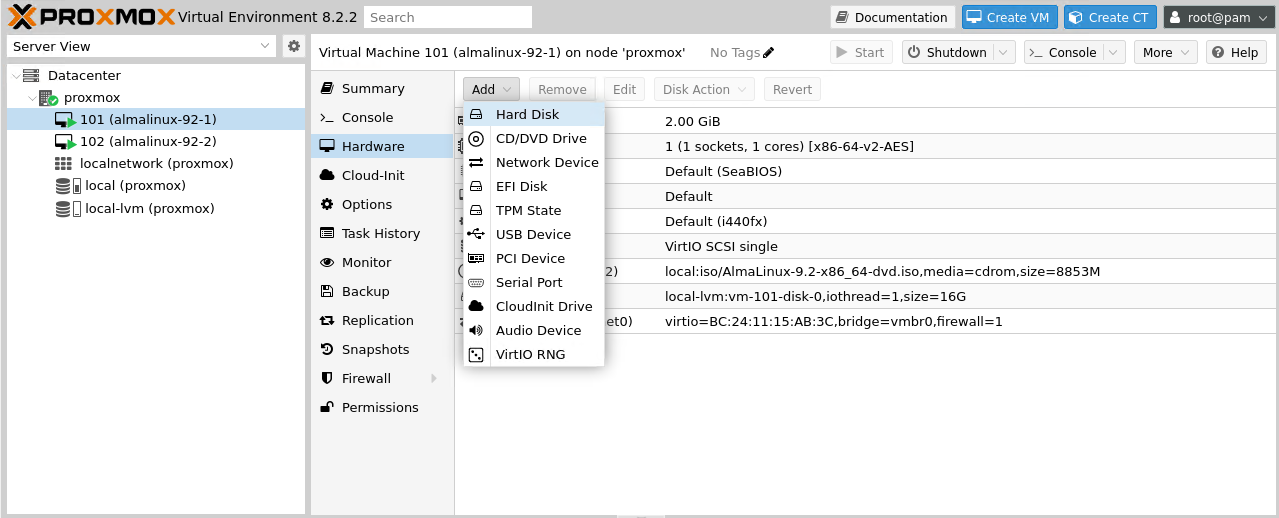 PROXMOX Virtual Environment 8.2.2 Search Documentation Create VM Create CT root@pam
Server View
Virtual Machine 101 (almalinux-92-1) on node 'proxmox' No Tags Start Shutdown Console More Help
Datacenter
proxmox
101 (almalinux-92-1)
102 (almalinux-92-2)
localnetwork (proxmox)
local (proxmox)
local-lvm (proxmox)
Summary
Console
Hardware
Cloud-Init
Options
Task History
Monitor
Backup
Replication
Snapshots
Firewall
Permissions
Add Remove Edit Disk Action Revert
Hard Disk
CD/DVD Drive
Network Device
EFI Disk
TPM State
USB Device
PCI Device
Serial Port
CloudInit Drive
Audio Device
VirtIO RNG
2.00 GiB
1 (1 sockets, 1 cores) [x86-64-v2-AES]
Default (SeaBIOS)
Default
Default (i440fx)
VirtIO SCSI single
2) local:iso/AlmaLinux-9.2-x86_64-dvd.iso,media=cdrom,size=8853M
local-lvm:vm-101-disk-0,iothread=1,size=16G
et0) virtio=BC:24:11:15:AB:3C,bridge=vmbr0,firewall=1